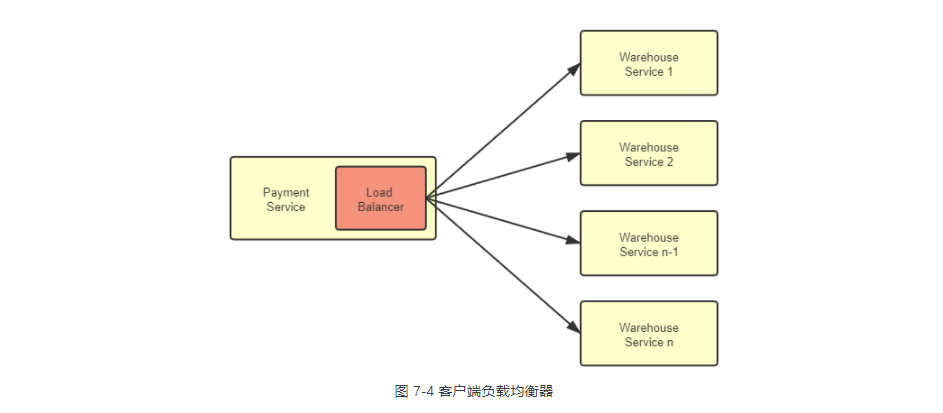 Warehouse
Service 1
Warehouse
Service 2
Payment
Service
Load
Balancer
Warehouse
Service n-1
Warehouse
Service n
图 7-4 客户端负载均衡器